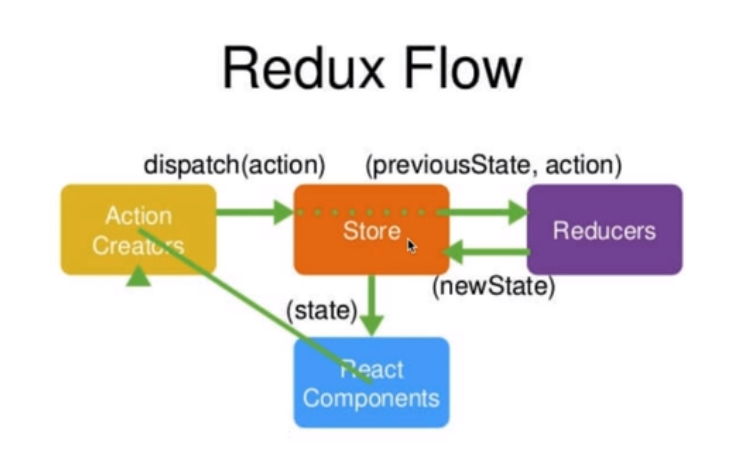 Redux Flow
dispatch(action)
(previousState, action)
Action
Creators
Store
Reducers
(newState)
(state)
React
Components